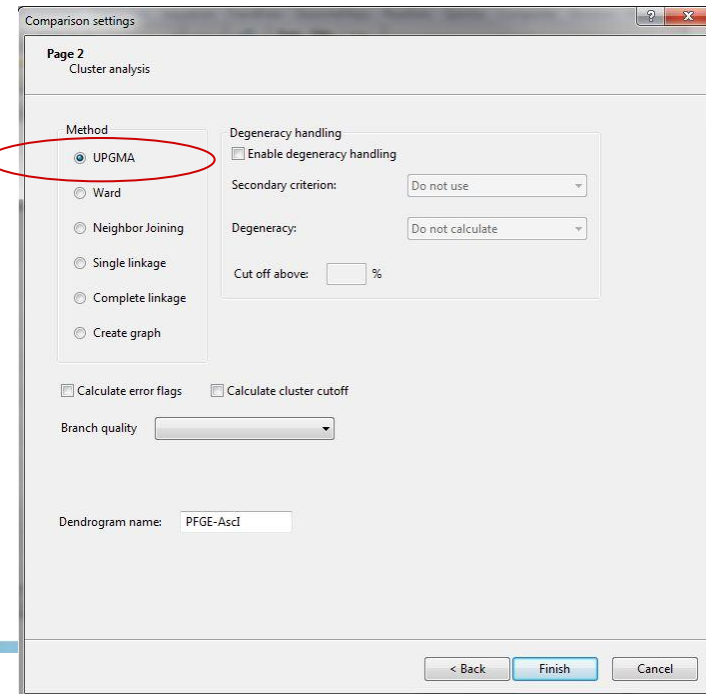 Comparison settings
Page 2
Cluster analysis
Method
UPGMA
Ward
Neighbor Joining
Single linkage
Complete linkage
Create graph
Degeneracy handling
Enable degeneracy handling
Secondary criterion: Do not use
Degeneracy: Do not calculate
Cut off above: %
Calculate error flags Calculate cluster cutoff
Branch quality
Dendrogram name: PFGE-AscI
< Back Finish Cancel